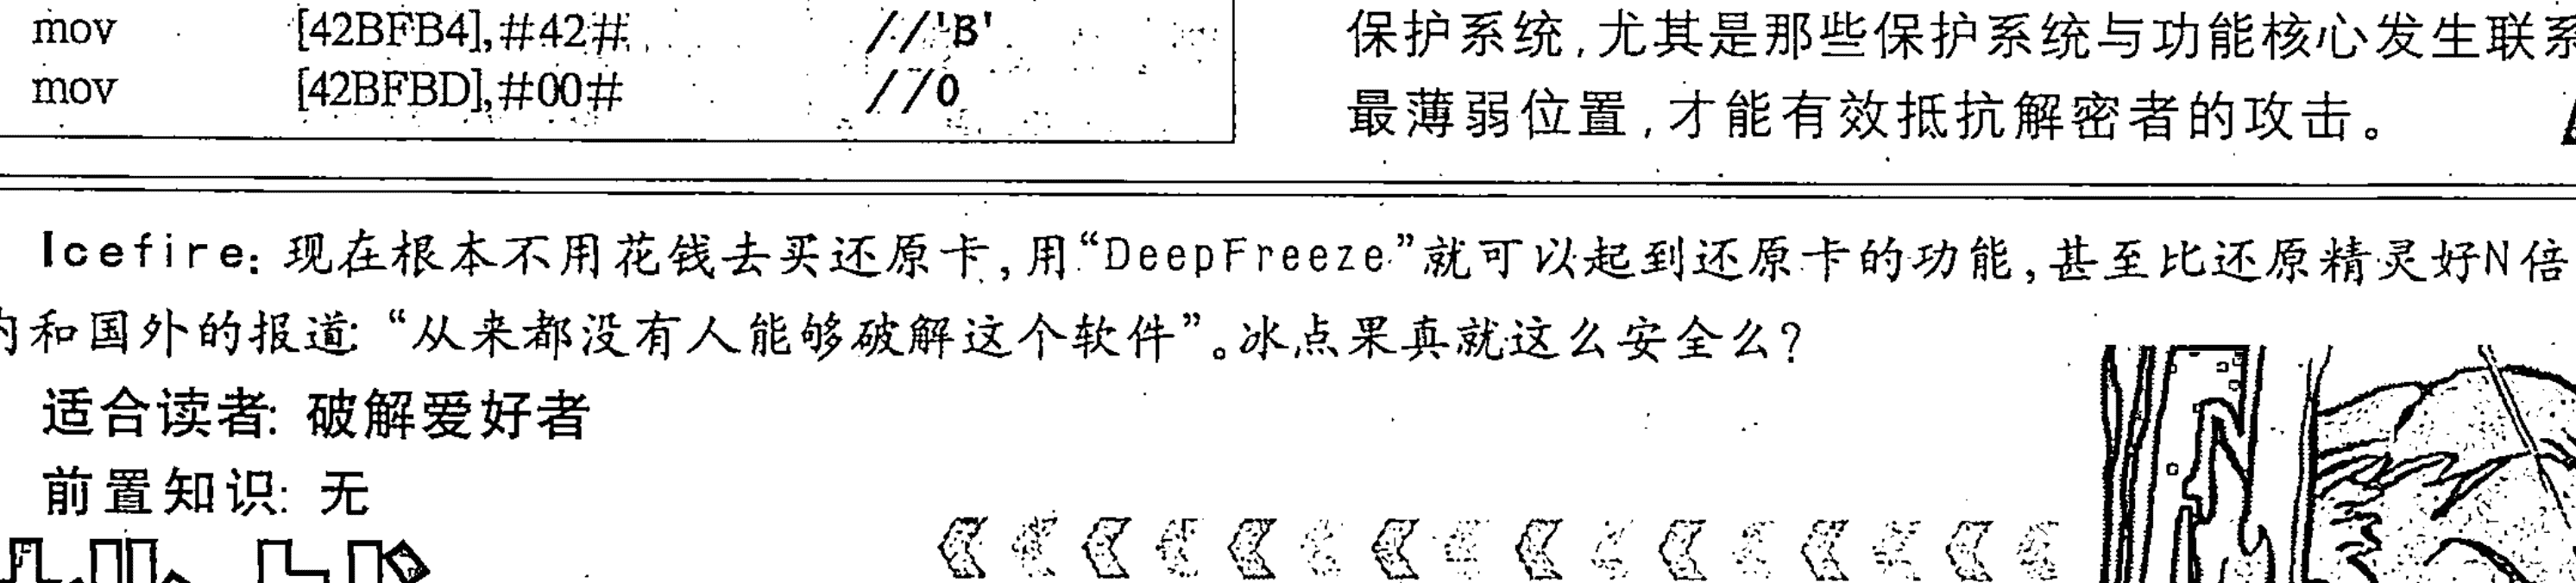 mov [42BFB4],#42# //'B'
mov [42BFBD],#00# //0
保护系统,尤其是那些保护系统与功能核心发生联系
最薄弱位置,才能有效抵抗解密者的攻击。
Icefire: 现在根本不用花钱去买还原卡,用“DeepFreeze”就可以起到还原卡的功能,甚至比还原精灵好N倍
内和国外的报道: “从来都没有人能够破解这个软件”。冰点果真就这么安全么?
适合读者: 破解爱好者
前置知识: 无